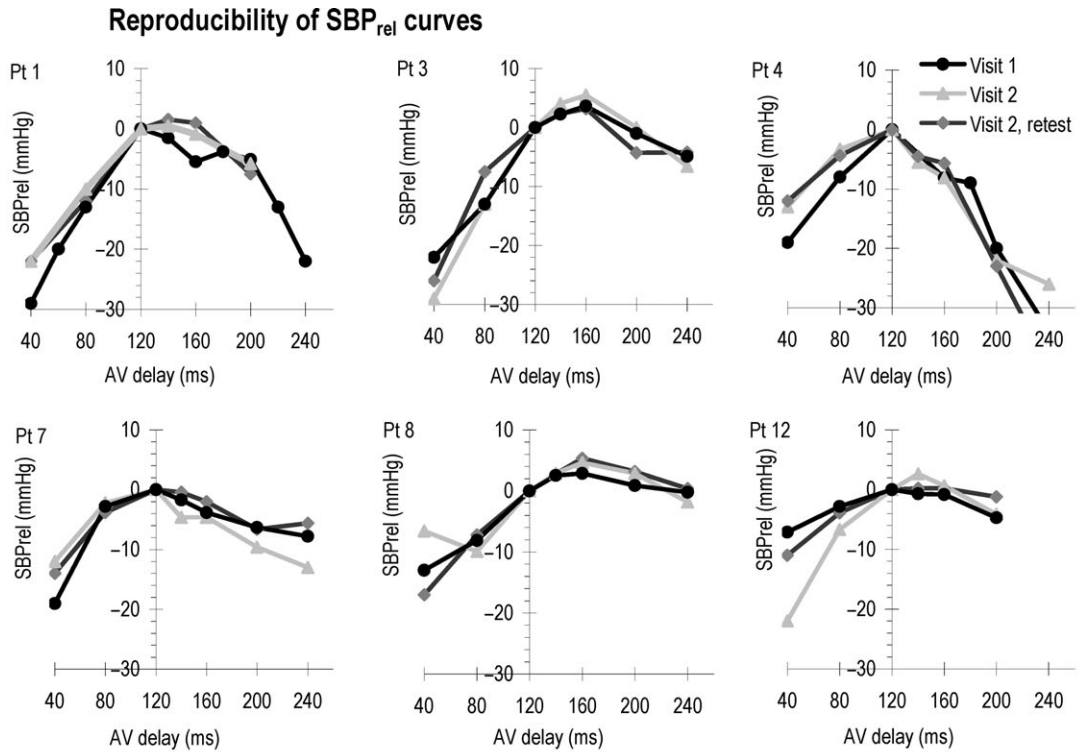 Reproducibility of SBPrel curves
Pt 1
SBPrel (mmHg)
10
0
–10
–20
–30
40 80 120 160 200 240
AV delay (ms)
Pt 3
SBPrel (mmHg)
10
0
–10
–20
–30
40 80 120 160 200 240
AV delay (ms)
Pt 4
SBPrel (mmHg)
10
0
–10
–20
–30
40 80 120 160 200 240
AV delay (ms)
Visit 1
Visit 2
Visit 2, retest
Pt 7
SBPrel (mmHg)
10
0
–10
–20
–30
40 80 120 160 200 240
AV delay (ms)
Pt 8
SBPrel (mmHg)
10
0
–10
–20
–30
40 80 120 160 200 240
AV delay (ms)
Pt 12
SBPrel (mmHg)
10
0
–10
–20
–30
40 80 120 160 200 240
AV delay (ms)